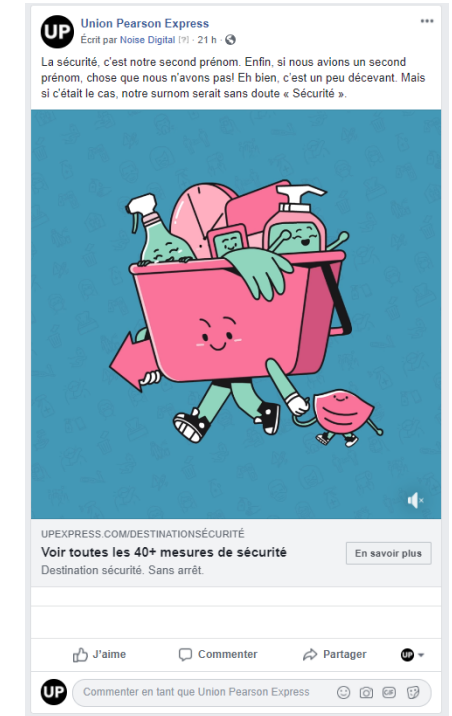 UP
Union Pearson Express
Écrit par Noise Digital [?] · 21 h ·
La sécurité, c'est notre second prénom. Enfin, si nous avions un second
prénom, chose que nous n'avons pas! Eh bien, c'est un peu décevant. Mais
si c'était le cas, notre surnom serait sans doute « Sécurité ».
UPEXPRESS.COM/DESTINATIONSÉCURITÉ
Voir toutes les 40+ mesures de sécurité
En savoir plus
Destination sécurité. Sans arrêt.
J'aime
Commenter
Partager
UP
UP
Commenter en tant que Union Pearson Express
GIF